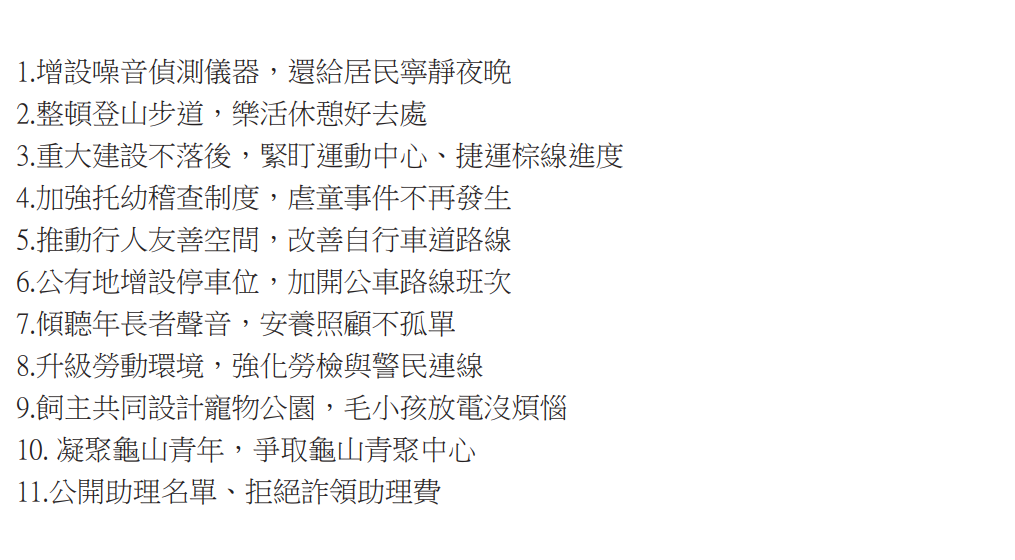 1.增設噪音偵測儀器，還給居民寧靜夜晚
2.整頓登山步道，樂活休憩好去處
3.重大建設不落後，緊盯運動中心、捷運棕線進度
4.加強托幼稽查制度，虐童事件不再發生
5.推動行人友善空間，改善自行車道路線
6.公有地增設停車位，加開公車路線班次
7.傾聽年長者聲音，安養照顧不孤單
8.升級勞動環境，強化勞檢與警民連線
9.飼主共同設計寵物公園，毛小孩放電沒煩惱
10. 凝聚龜山青年，爭取龜山青聚中心
11.公開助理名單、拒絕詐領助理費